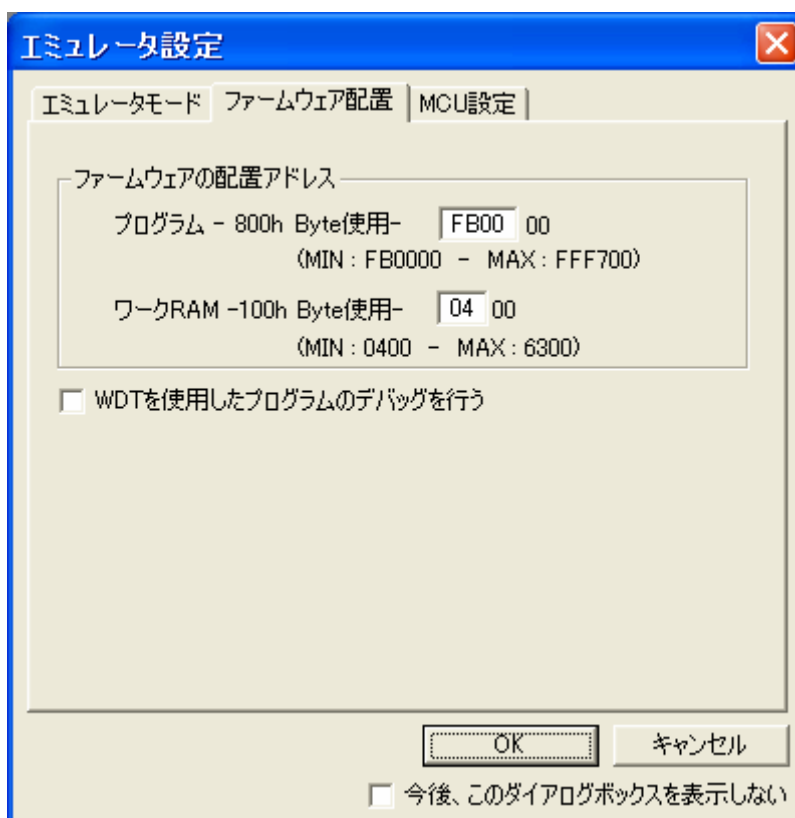 エミュレータ設定
エミュレータモード ファームウェア配置 MCU設定
ファームウェアの配置アドレス
プログラム - 800h Byte使用- FB00 00
(MIN : FB0000 - MAX : FFF700)
ワークRAM -100h Byte使用- 04 00
(MIN : 0400 - MAX : 6300)
WDTを使用したプログラムのデバッグを行う
OK キャンセル
今後、このダイアログボックスを表示しない